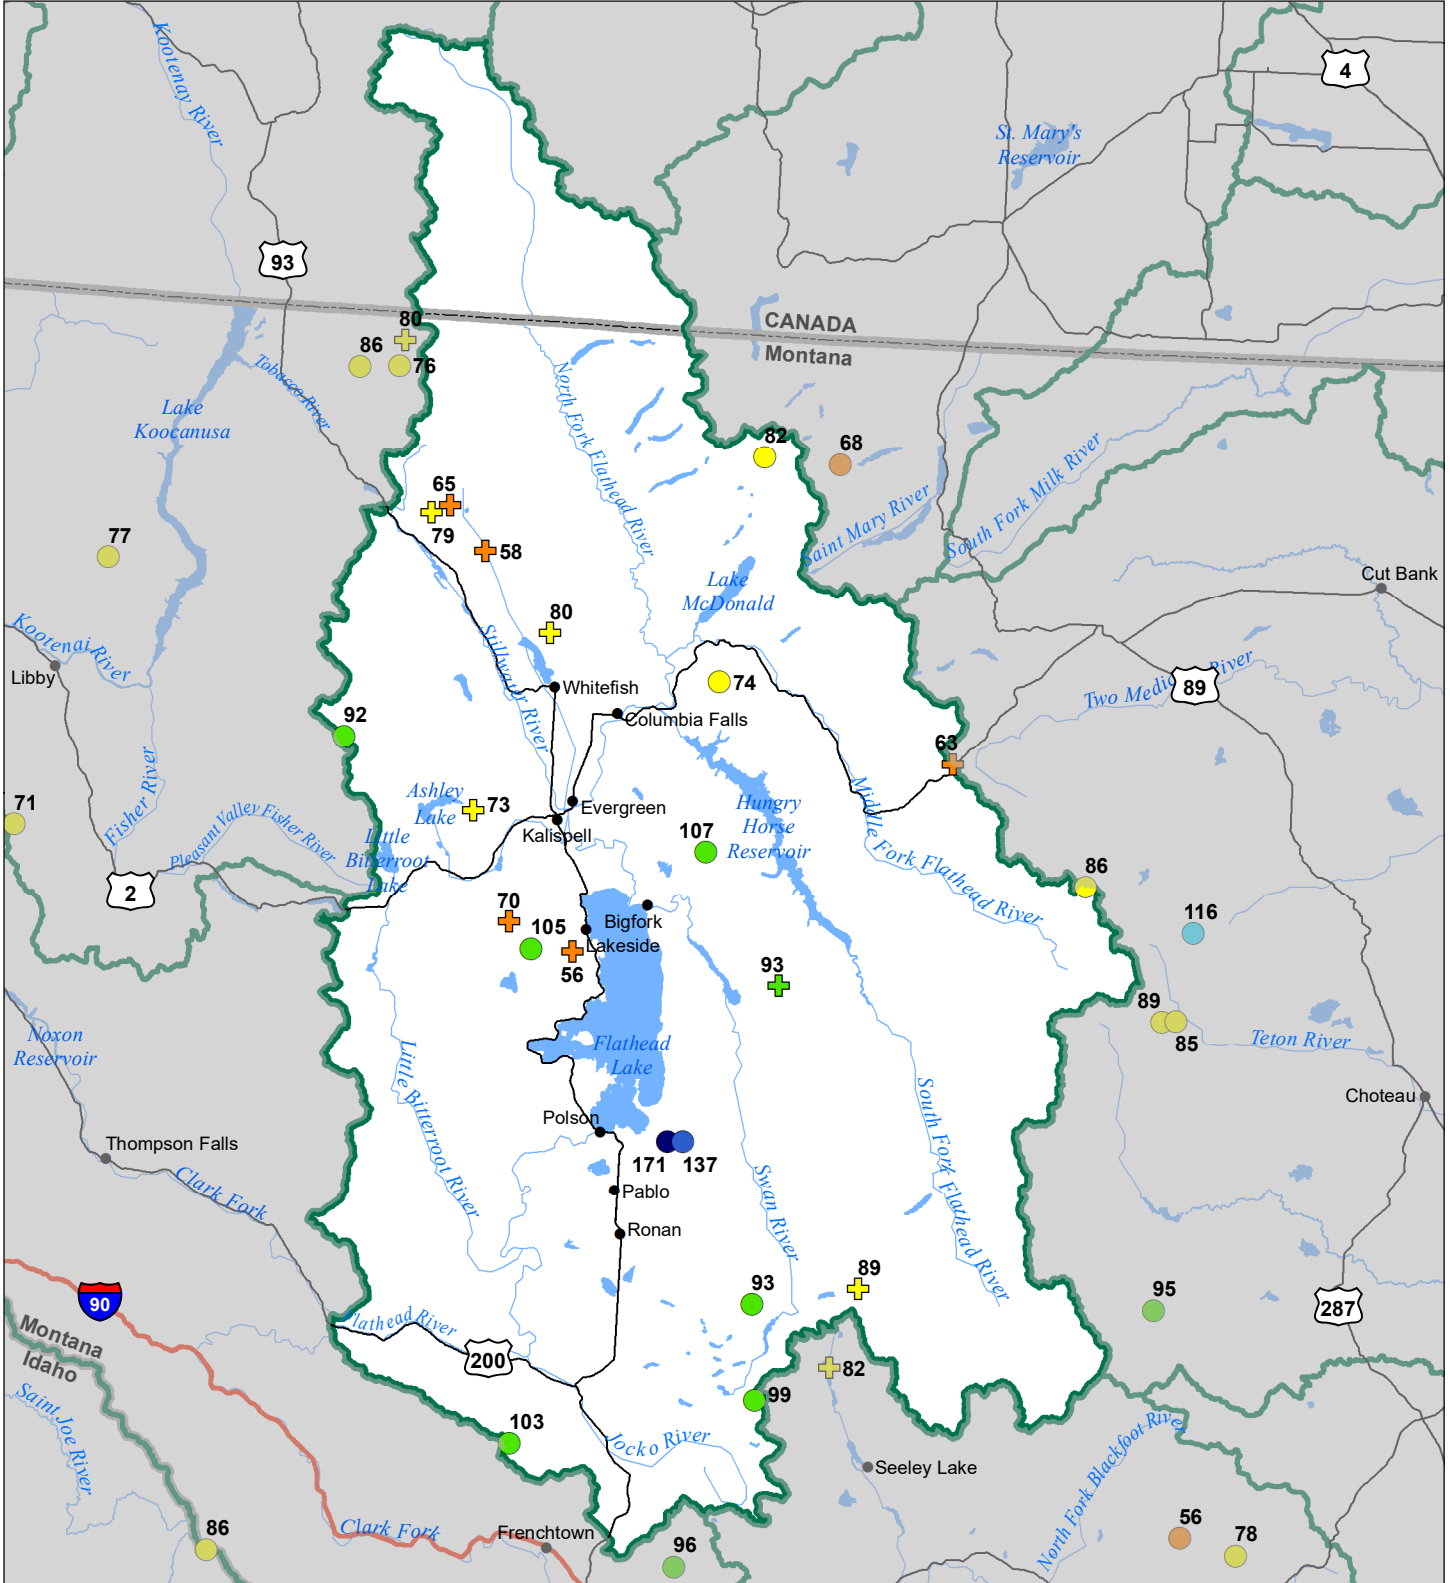 Kootenay River
4
St. Mary's
Reservoir
93
CANADA
Montana
80
86
76
Tobacco River
Lake
Koocanusa
North Fork Flathead River
82
68
65
79
58
77
Saint Mary River
South Fork Milk River
Cut Bank
Lake
McDonald
80
Kootenai River
Libby
Stillwater River
Whitefish
74
Columbia Falls
Two Medic
River
89
92
63
71
Fisher River
Pleasant Valley Fisher River
Ashley
Lake
73
Evergreen
Kalispell
Hungry
Horse
Reservoir
107
Little
Bitterroot
Lake
2
Middle
Fork Flathead River
86
70
105
56
Bigfork
Lakeside
116
93
89
85
Teton River
Noxon
Reservoir
Flathead
Lake
Little Bitterroot River
South Fork Flathead River
Choteau
Polson
171
137
Thompson Falls
Clark Fork
Pablo
Ronan
Swan River
93
89
95
90
287
Montana
Idaho
Flathead River
200
82
Saint Joe River
99
103
Jocko River
North Fork Blackfoot River
Seeley Lake
86
Clark Fork
Frenchtown
96
56
78